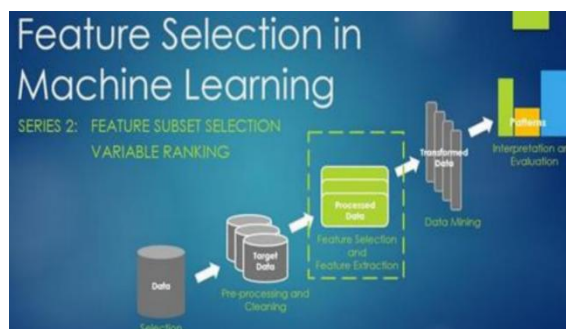 Feature Selection in
Machine Learning
SERIES 2: FEATURE SUBSET SELECTION
VARIABLE RANKING
Patterns
Interpretation an
Evaluation
Transformed
Data
Data Mining
Processed
Data
Feature Selection
and
Feature Extraction
Target
Data
Pre-processing and
Cleaning
Data
Selection